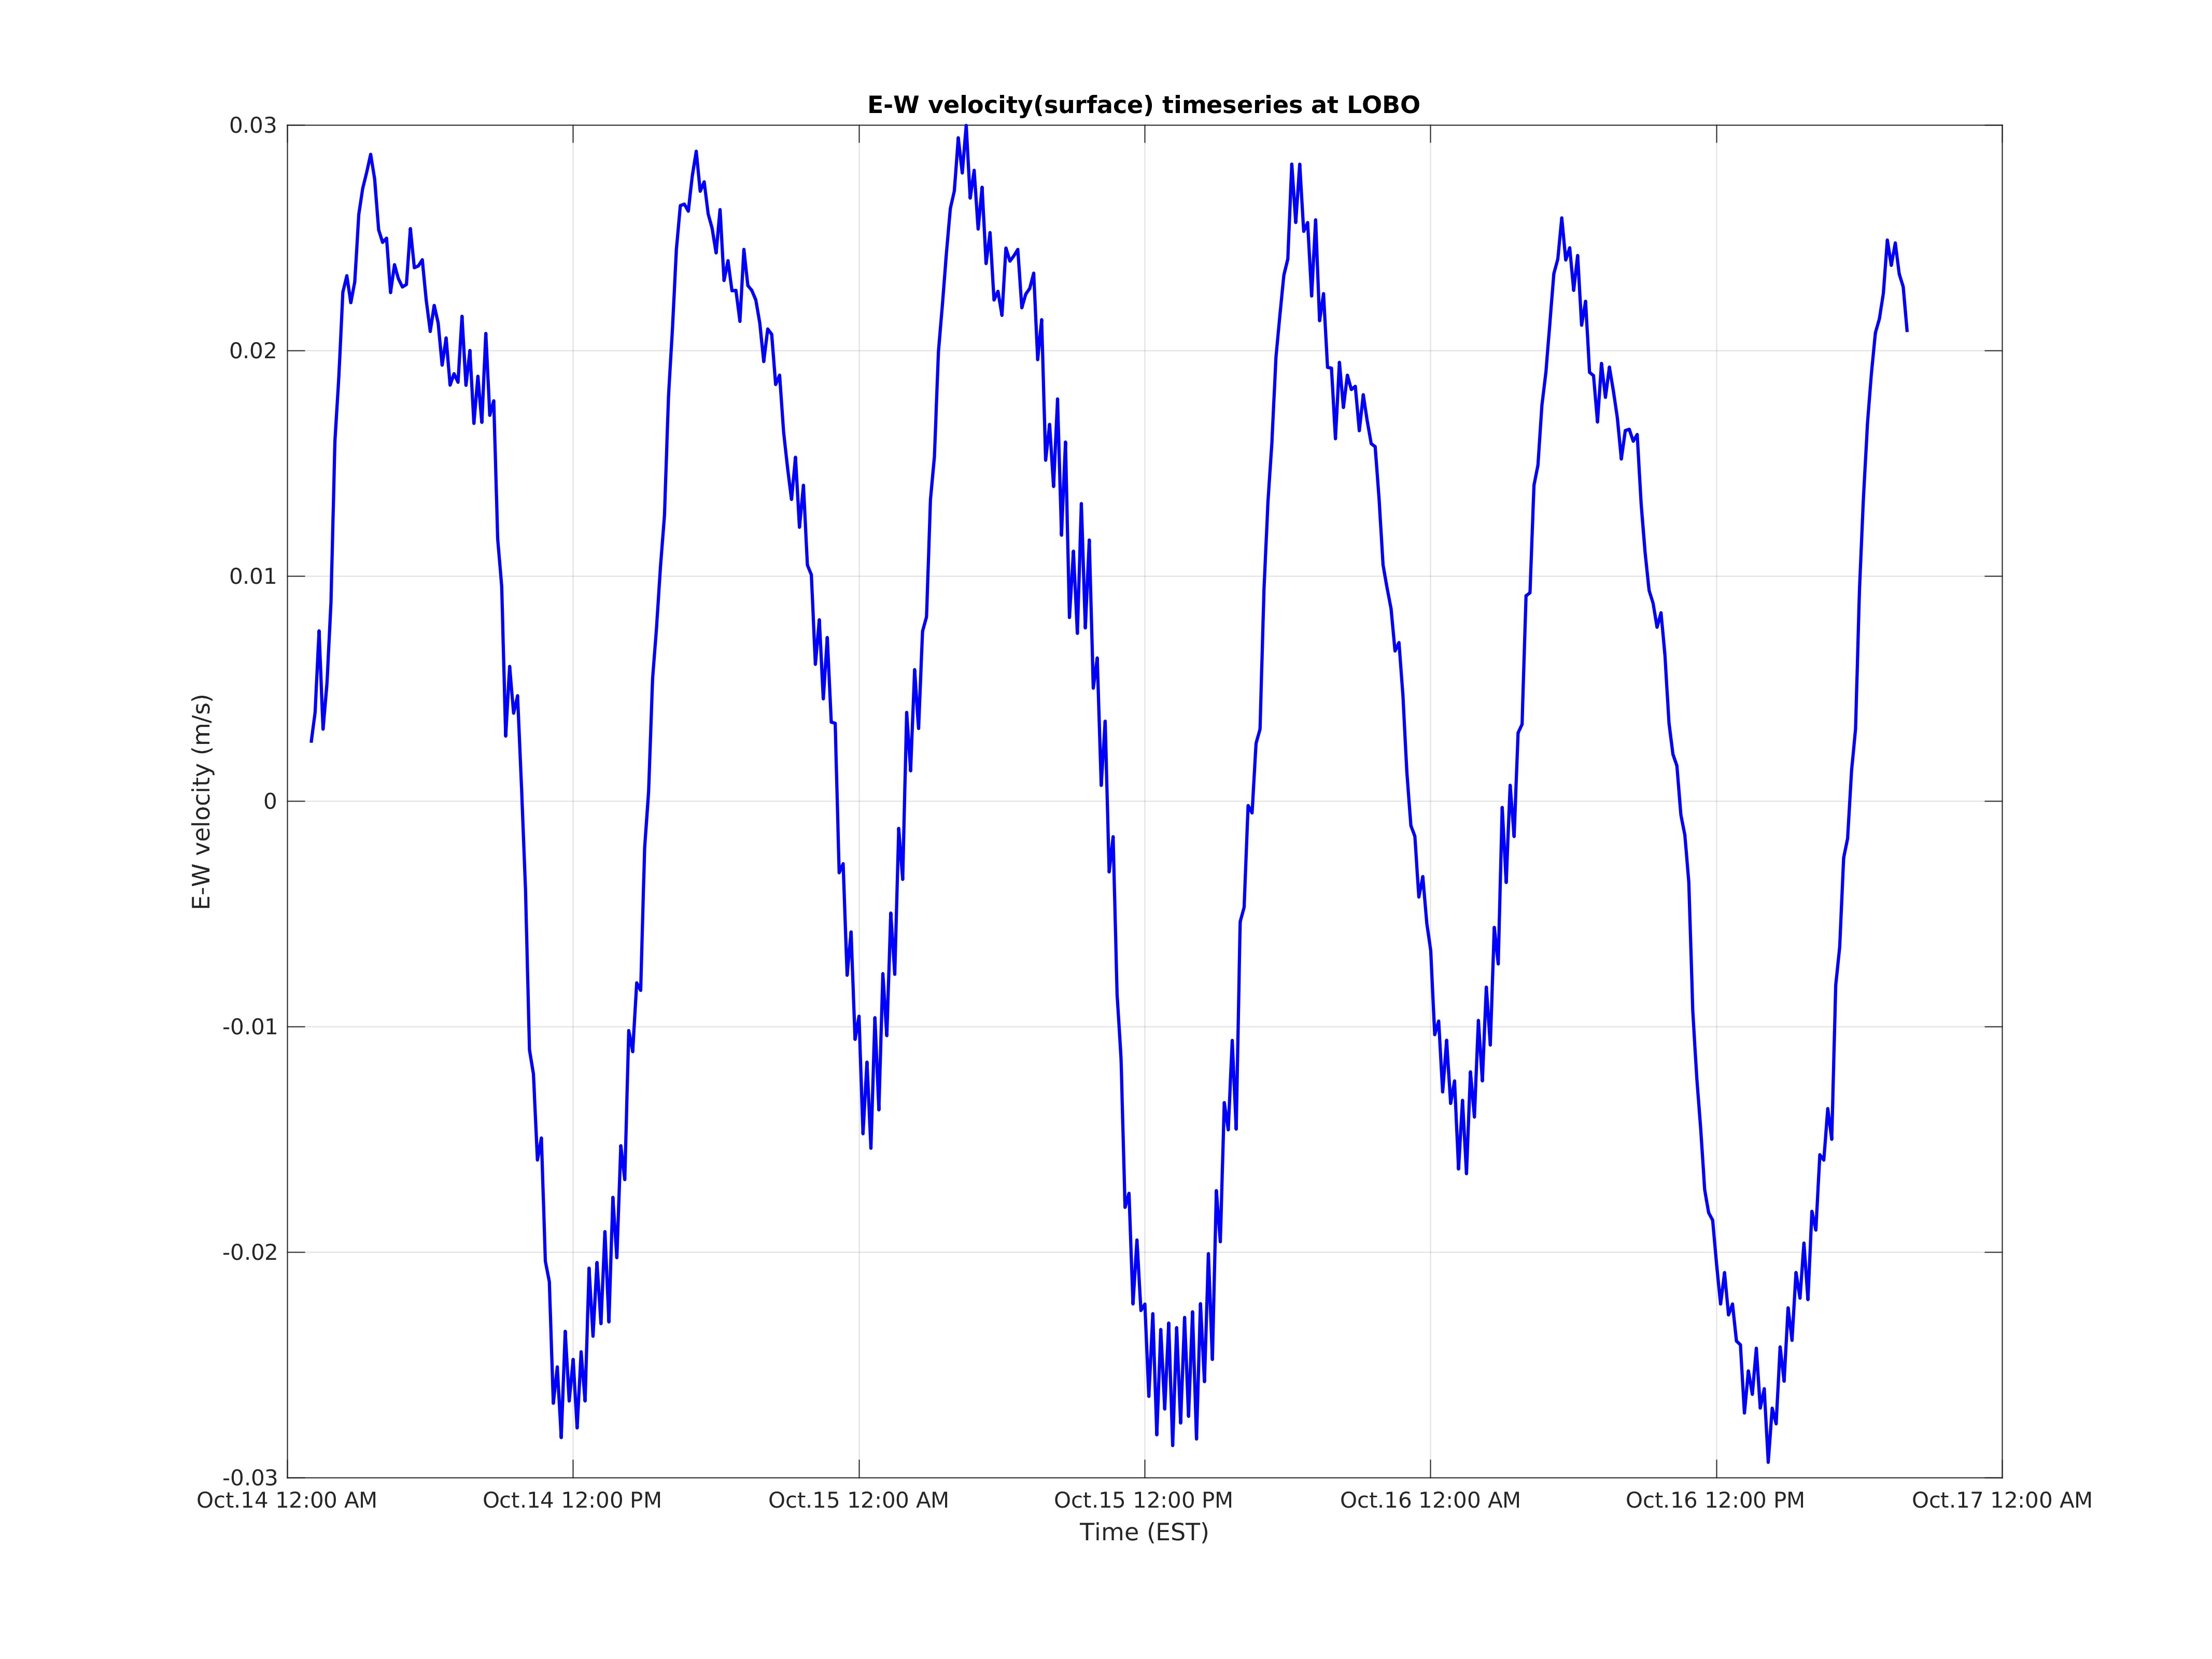 E-W velocity(surface) timeseries at LOBO
0.03
0.02
0.01
0
-0.01
-0.02
-0.03
E-W velocity (m/s)
Oct.14 12:00 AM Oct.14 12:00 PM Oct.15 12:00 AM Oct.15 12:00 PM Oct.16 12:00 AM Oct.16 12:00 PM Oct.17 12:00 AM
Time (EST)